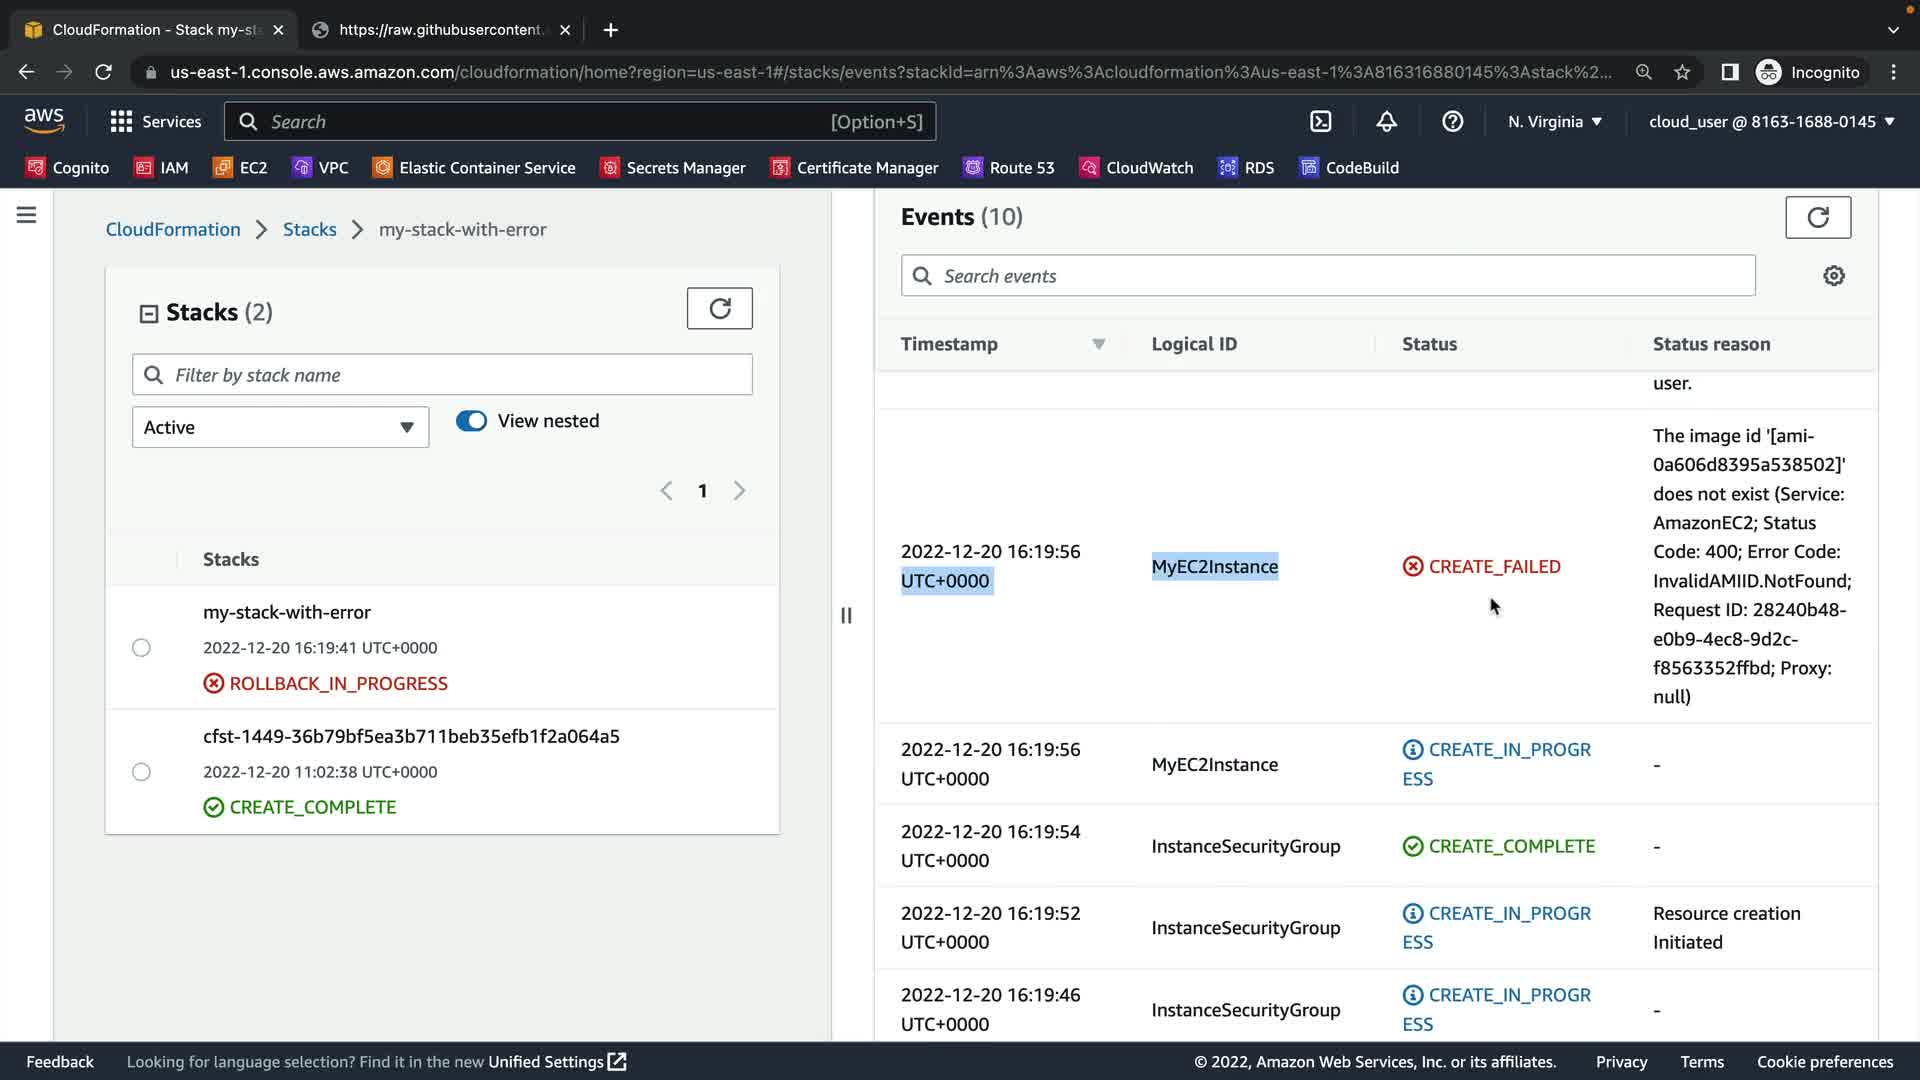 CloudFormation - Stack my-st
https://raw.githubusercontent.
us-east-1.console.aws.amazon.com/cloudformation/home?region=us-east-1#/stacks/events?stackId=arn%3Aaws%3Acloudformation%3Aus-east-1%3A816316880145%3Astack%2...
Incognito
aws
Services
Search
[Option+S]
N. Virginia
cloud_user @ 8163-1688-0145
Cognito
IAM
EC2
VPC
Elastic Container Service
Secrets Manager
Certificate Manager
Route 53
CloudWatch
RDS
CodeBuild
CloudFormation
Stacks
my-stack-with-error
Stacks (2)
Filter by stack name
Active
View nested
1
Stacks
my-stack-with-error
2022-12-20 16:19:41 UTC+0000
ROLLBACK_IN_PROGRESS
cfst-1449-36b79bf5ea3b711beb35efb1f2a064a5
2022-12-20 11:02:38 UTC+0000
CREATE_COMPLETE
Events (10)
Search events
Timestamp
Logical ID
Status
Status reason
user.
2022-12-20 16:19:56
UTC+0000
MyEC2Instance
CREATE_FAILED
The image id '[ami-
0a606d8395a538502]'
does not exist (Service:
AmazonEC2; Status
Code: 400; Error Code:
InvalidAMIID.NotFound;
Request ID: 28240b48-
e0b9-4ec8-9d2c-
f8563352ffbd; Proxy:
null)
2022-12-20 16:19:56
UTC+0000
MyEC2Instance
CREATE_IN_PROGR
ESS
-
2022-12-20 16:19:54
UTC+0000
InstanceSecurityGroup
CREATE_COMPLETE
-
2022-12-20 16:19:52
UTC+0000
InstanceSecurityGroup
CREATE_IN_PROGR
ESS
Resource creation
Initiated
2022-12-20 16:19:46
UTC+0000
InstanceSecurityGroup
CREATE_IN_PROGR
ESS
-
Feedback
Looking for language selection? Find it in the new Unified Settings
© 2022, Amazon Web Services, Inc. or its affiliates.
Privacy
Terms
Cookie preferences